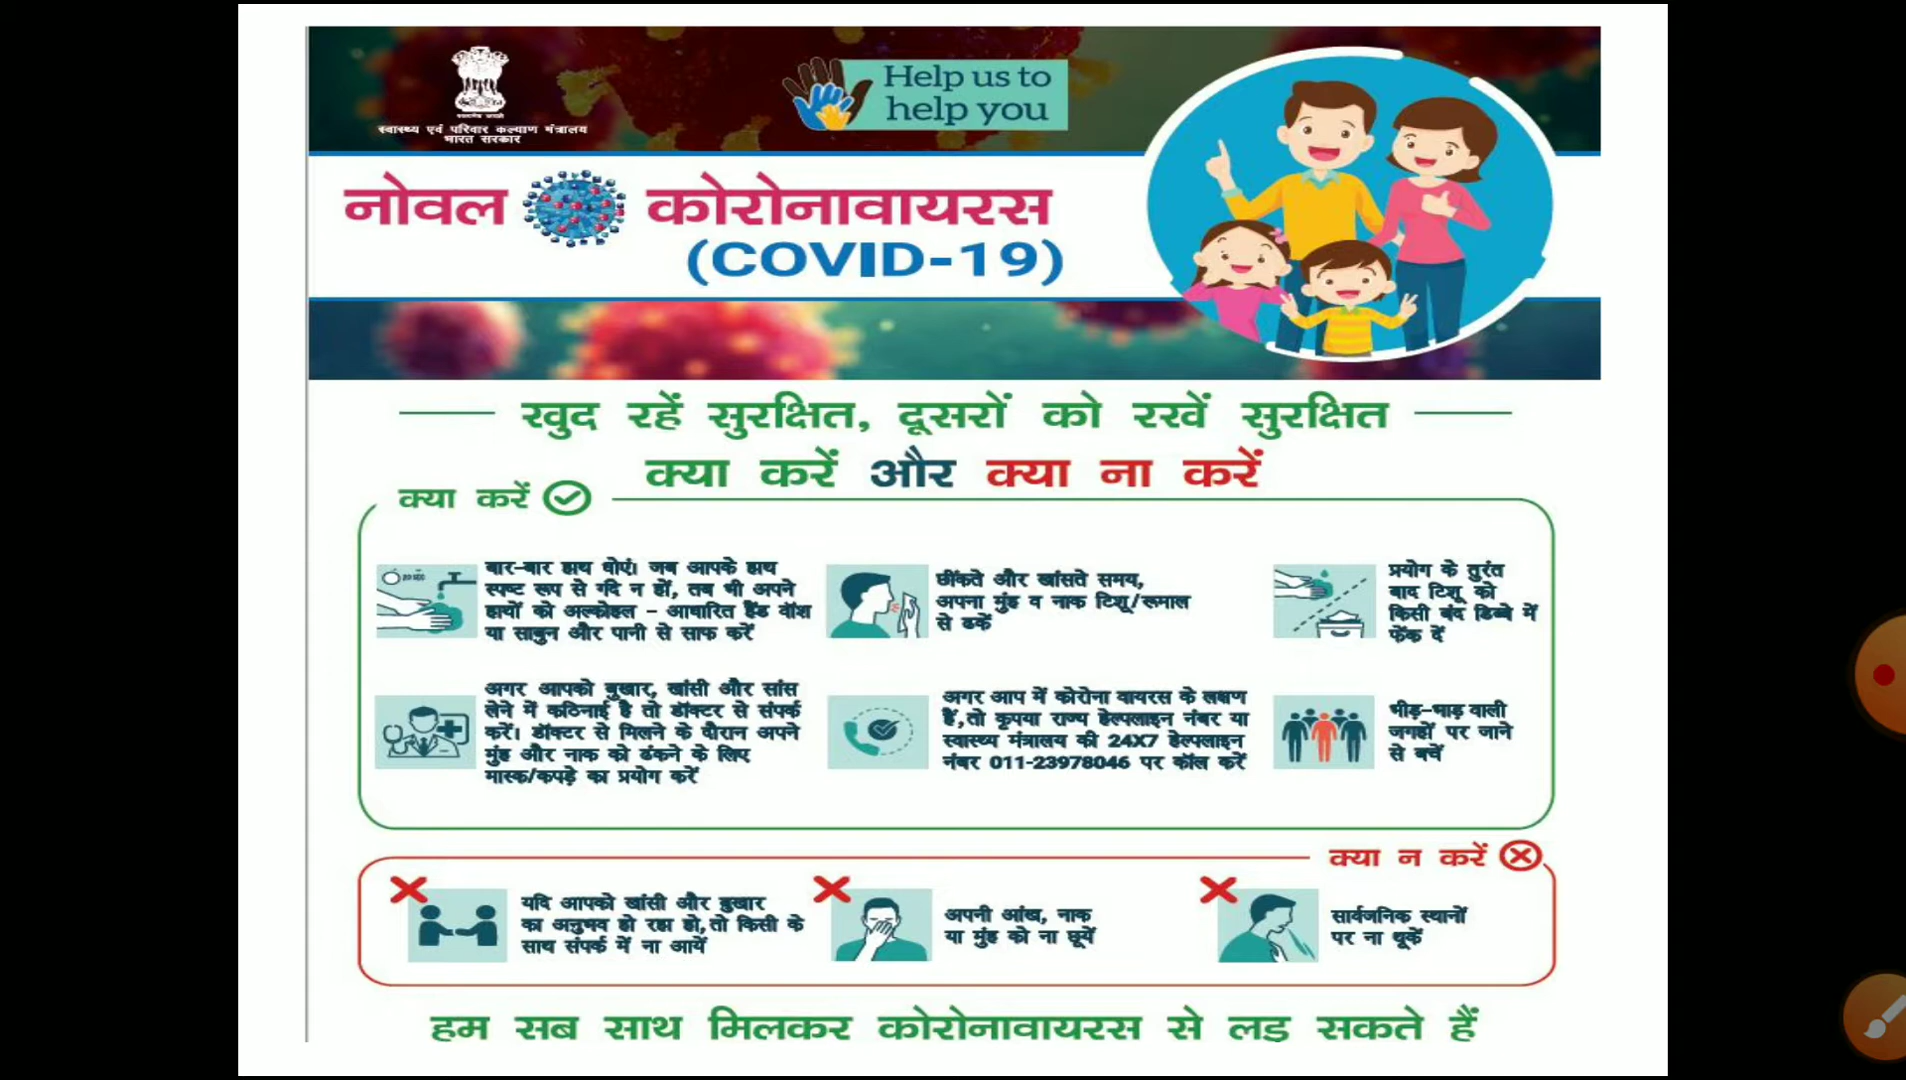 स्वास्थ्य एवं परिवार कल्याण मंत्रालय
भारत सरकार
Help us to
help you
नोवल कोरोनावायरस
(COVID-19)
खुद रहें सुरक्षित, दूसरों को रखें सुरक्षित
क्या करें और क्या ना करें
क्या करें
बार-बार हाथ धोएं। जब आपके हाथ
स्पष्ट रूप से गंदे न हों, तब भी अपने
हाथों को अल्कोहल - आधारित हैंड वॉश
या साबुन और पानी से साफ करें
छींकते और खांसते समय,
अपना मुंह व नाक टिशू/रूमाल
से ढकें
प्रयोग के तुरंत
बाद टिशू को
किसी बंद डिब्बे में
फेंक दें
अगर आपको बुखार, खांसी और सांस
लेने में कठिनाई है तो डॉक्टर से संपर्क
करें। डॉक्टर से मिलने के दौरान अपने
मुंह और नाक को ढंकने के लिए
मास्क/कपड़े का प्रयोग करें
अगर आप में कोरोना वायरस के लक्षण
हैं,तो कृपया राज्य हेल्पलाइन नंबर या
स्वास्थ्य मंत्रालय की 24X7 हेल्पलाइन
नंबर 011-23978046 पर कॉल करें
भीड़-भाड़ वाली
जगहों पर जाने
से बचें
क्या न करें
यदि आपको खांसी और बुखार
का अनुभव हो रहा हो,तो किसी के
साथ संपर्क में ना आयें
अपनी आंख, नाक
या मुंह को ना छूयें
सार्वजनिक स्थानों
पर ना थूकें
हम सब साथ मिलकर कोरोनावायरस से लड़ सकते हैं